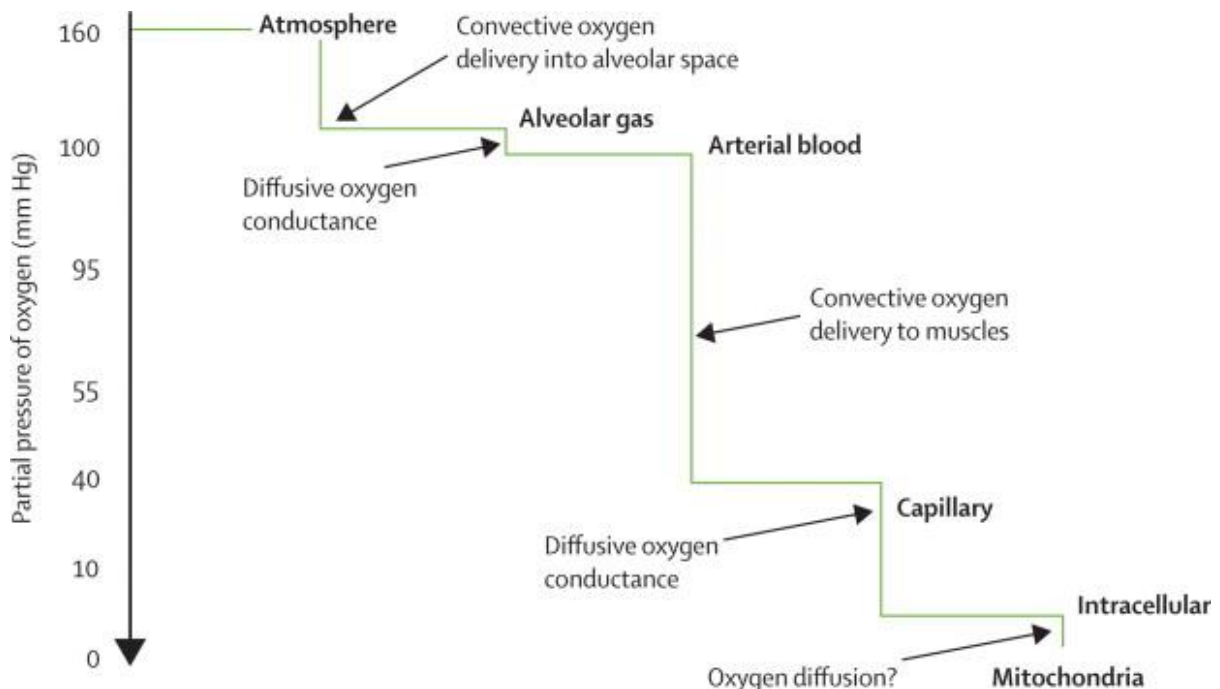 Partial pressure of oxygen (mm Hg)
160
100
95
55
40
10
0
Atmosphere
Convective oxygen
delivery into alveolar space
Alveolar gas
Diffusive oxygen
conductance
Arterial blood
Convective oxygen
delivery to muscles
Capillary
Diffusive oxygen
conductance
Intracellular
Oxygen diffusion?
Mitochondria